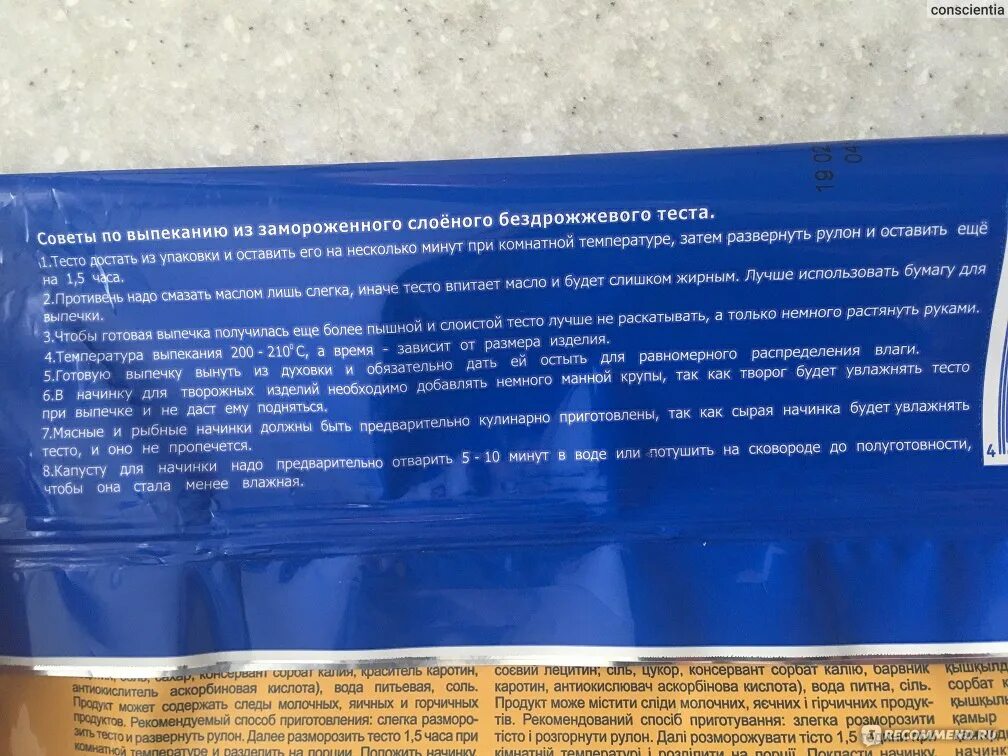 conscientia
19 02
04
Советы по выпеканию из замороженного слоёного бездрожжевого теста.
1.Тесто достать из упаковки и оставить его на несколько минут при комнатной температуре, затем развернуть рулон и оставить ещё
на 1,5 часа.
2.Противень надо смазать маслом лишь слегка, иначе тесто впитает масло и будет слишком жирным. Лучше использовать бумагу для
выпечки.
3.Чтобы готовая выпечка получилась еще более пышной и слоистой тесто лучше не раскатывать, а только немного растянуть руками.
4.Температура выпекания 200 - 210°С, а время - зависит от размера изделия.
5.Готовую выпечку вынуть из духовки и обязательно дать ей остыть для равномерного распределения влаги.
6.В начинку для творожных изделий необходимо добавлять немного манной крупы, так как творог будет увлажнять тесто
при выпечке и не даст ему подняться.
7.Мясные и рыбные начинки должны быть предварительно кулинарно приготовлены, так как сырая начинка будет увлажнять
тесто, и оно не пропечется.
8.Капусту для начинки надо предварительно отварить 5 - 10 минут в воде или потушить на сковороде до полуготовности,
чтобы она стала менее влажная.
4
соль, сахар, консервант сорбат калия, краситель каротин,
антиокислитель аскорбиновая кислота), вода питьевая, соль.
Продукт может содержать следы молочных, яичных и горчичных
продуктов. Рекомендуемый способ приготовления: слегка разморо-
зить тесто и развернуть рулон. Далее разморозить тесто 1,5 часа при
комнатной температуре и разделить на порции. Положить начинку
соєвий лецитин; сіль, цукор, консервант сорбат калію, барвник
каротин, антиокислювач аскорбінова кислота), вода питна, сіль.
Продукт може містити сліди молочних, яєчних і гірчичних продук-
тів. Рекомендований спосіб приготування: злегка розморозити
тісто і розгорнути рулон. Далі розморожувати тісто 1,5
кімнатній температурі і розділити на порції. Покласти
қышқыл
сорбат
қышқыл
қамыр
IRECOMMEND.RU